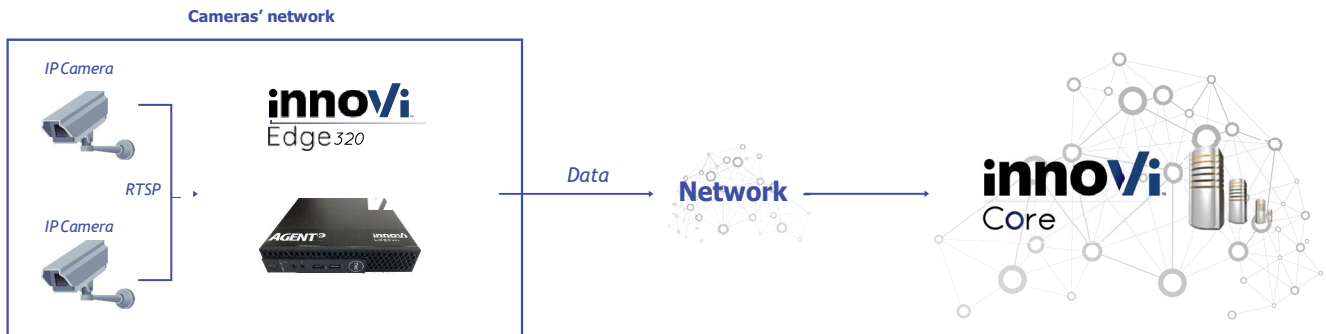 Cameras' network
IP Camera
innoVi
Edge 320
RTSP
IP Camera
AGENT
innoVi
Data
Network
innoVi
Core